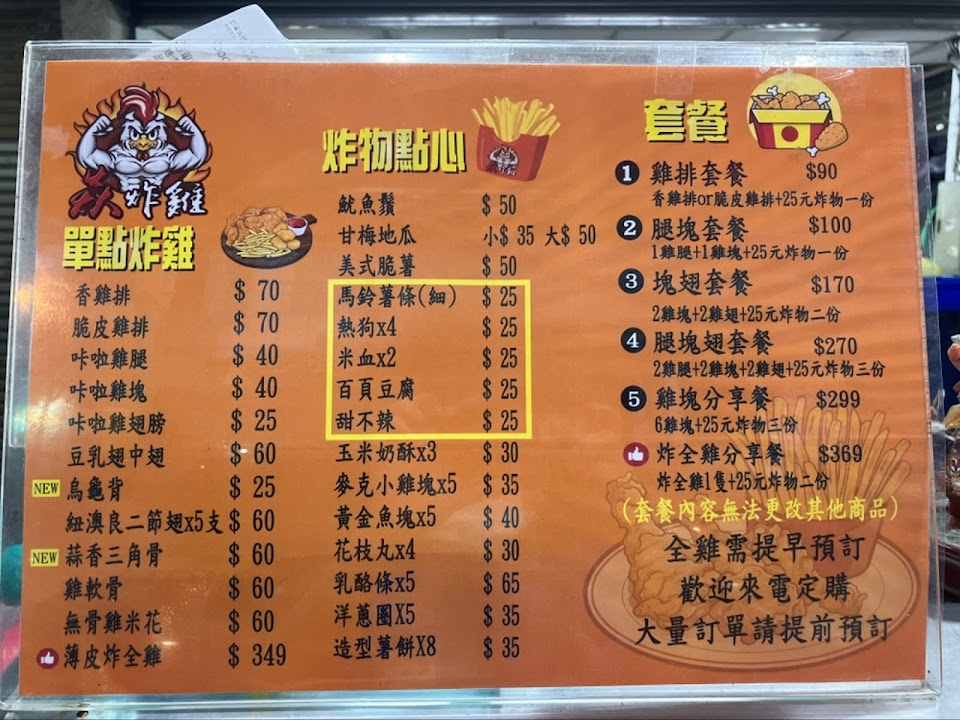 焱炸雞
單點炸雞
香雞排 $ 70
脆皮雞排 $ 70
咔啦雞腿 $ 40
咔啦雞塊 $ 40
咔啦雞翅膀 $ 25
豆乳翅中翅 $ 60
NEW 烏龜背 $ 25
紐澳良二節翅x5支 $ 60
NEW 蒜香三角骨 $ 60
雞軟骨 $ 60
無骨雞米花 $ 60
薄皮炸全雞 $ 349
炸物點心
魷魚鬚 $ 50
甘梅地瓜 小$ 35 大$ 50
美式脆薯 $ 50
馬鈴薯條(細) $ 25
熱狗x4 $ 25
米血x2 $ 25
百頁豆腐 $ 25
甜不辣 $ 25
玉米奶酥x3 $ 30
麥克小雞塊x5 $ 35
黃金魚塊x5 $ 40
花枝丸x4 $ 30
乳酪條x5 $ 65
洋蔥圈X5 $ 35
造型薯餅X8 $ 35
套餐
1 雞排套餐 $90
香雞排or脆皮雞排+25元炸物一份
2 腿塊套餐 $100
1雞腿+1雞塊+25元炸物一份
3 塊翅套餐 $170
2雞塊+2雞翅+25元炸物二份
4 腿塊翅套餐 $270
2雞腿+2雞塊+2雞翅+25元炸物三份
5 雞塊分享餐 $299
6雞塊+25元炸物三份
炸全雞分享餐 $369
炸全雞1隻+25元炸物二份
(套餐內容無法更改其他商品)
全雞需提早預訂
歡迎來電定購
大量訂單請提前預訂